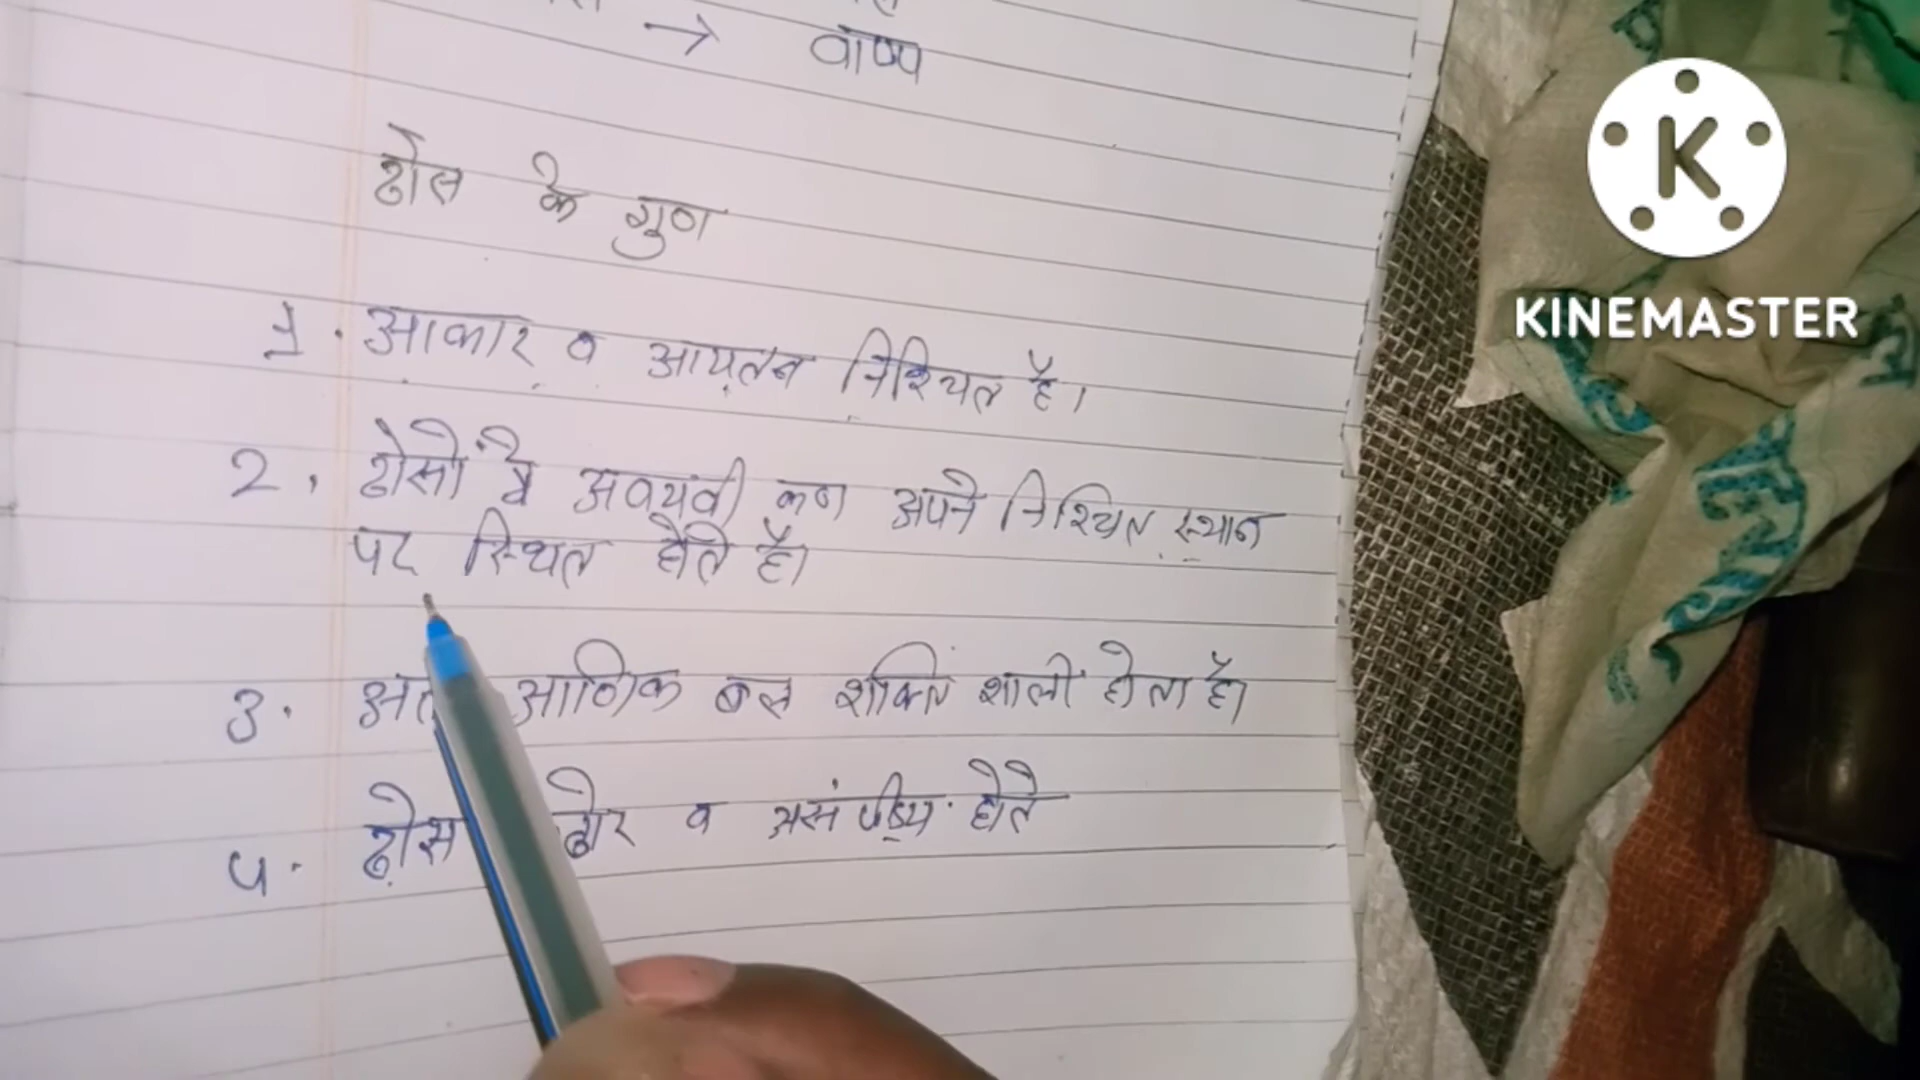 → वाष्प
ठोस के गुण
1. आकार व आयतन निश्चित है।
2. ठोसों के अवयवी कण अपने निश्चित स्थान
पर स्थित होते है।
3. आणिक बल शक्ति शाली होता है।
4. ठोस व असंपीड्य होते
KINEMASTER